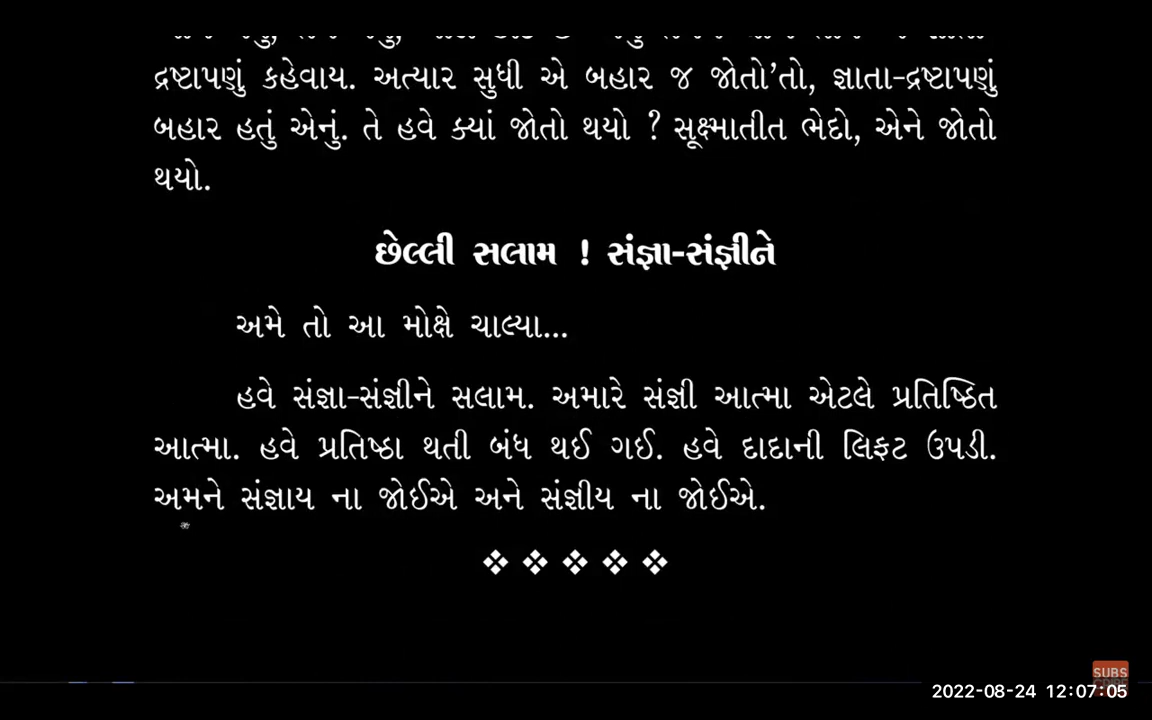 દ્રષ્ટાપણું કહેવાય. અત્યાર સુધી એ બહાર જ જોતો’તો, જ્ઞાતા-દ્રષ્ટાપણું
બહાર હતું એનું. તે હવે ક્યાં જોતો થયો ? સૂક્ષ્માતીત ભેદો, એને જોતો
થયો.
છેલ્લી સલામ ! સંજ્ઞા-સંજ્ઞીને
અમે તો આ મોક્ષે ચાલ્યા...
હવે સંજ્ઞા-સંજ્ઞીને સલામ. અમારે સંજ્ઞી આત્મા એટલે પ્રતિષ્ઠિત
આત્મા. હવે પ્રતિષ્ઠા થતી બંધ થઈ ગઈ. હવે દાદાની લિફ્ટ ઉપડી.
અમને સંજ્ઞાય ના જોઈએ અને સંજ્ઞીય ના જોઈએ.
SUBS
2022-08-24 12:07:05